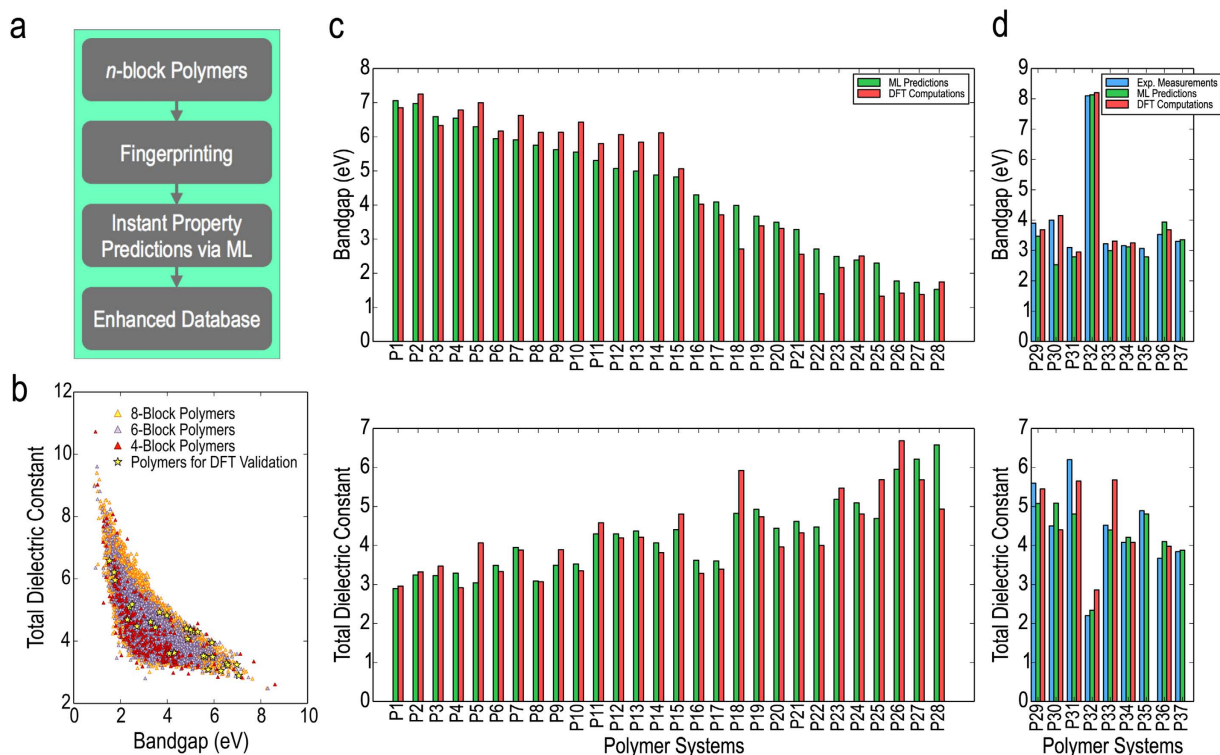 a
n-block Polymers
Fingerprinting
Instant Property
Predictions via ML
Enhanced Database
b
12
10
8
6
4
2
0 2 4 6 8 10
Total Dielectric Constant
Bandgap (eV)
8-Block Polymers
6-Block Polymers
4-Block Polymers
Polymers for DFT Validation
c
8
7
6
5
4
3
2
1
0
Bandgap (eV)
ML Predictions
DFT Computations
P1 P2 P3 P4 P5 P6 P7 P8 P9 P10 P11 P12 P13 P14 P15 P16 P17 P18 P19 P20 P21 P22 P23 P24 P25 P26 P27 P28
7
6
5
4
3
2
1
0
Total Dielectric Constant
P1 P2 P3 P4 P5 P6 P7 P8 P9 P10 P11 P12 P13 P14 P15 P16 P17 P18 P19 P20 P21 P22 P23 P24 P25 P26 P27 P28
Polymer Systems
d
9
8
7
6
5
4
3
2
1
0
Bandgap (eV)
Exp. Measurements
ML Predictions
DFT Computations
P29 P30 P31 P32 P33 P34 P35 P36 P37
7
6
5
4
3
2
1
0
Total Dielectric Constant
P29 P30 P31 P32 P33 P34 P35 P36 P37
Polymer Systems